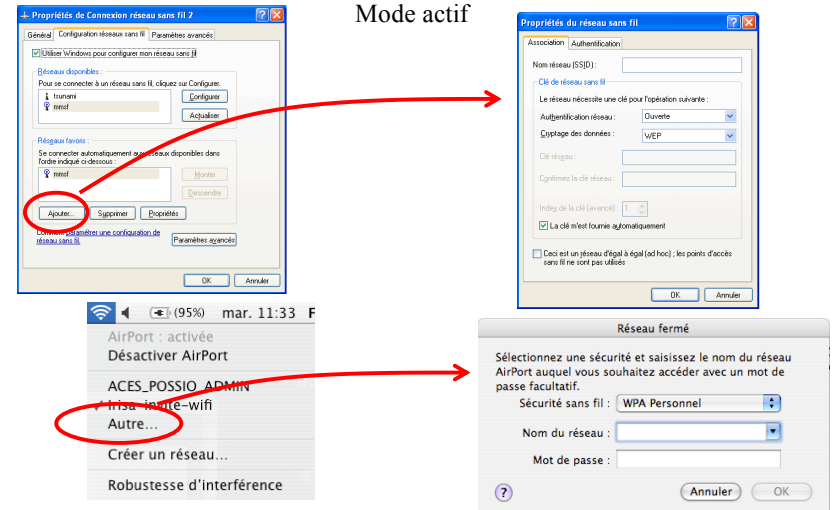 Mode actif
Propriétés de Connexion réseau sans fil 2
Général
Configuration réseaux sans fil
Paramètres avancés
Utiliser Windows pour configurer mon réseau sans fil
Réseaux disponibles :
Pour se connecter à un réseau sans fil, cliquez sur Configurer.
tsunami
mmsf
Configurer
Actualiser
Réseaux favoris :
Se connecter automatiquement aux réseaux disponibles dans
l'ordre indiqué ci-dessous :
mmsf
Monter
Descendre
Ajouter...
Supprimer
Propriétés
paramétrer une configuration de
réseau sans fil.
Paramètres avancés
OK
Annuler
Propriétés du réseau sans fil
Association
Authentification
Nom réseau (SSID) :
Clé de réseau sans fil
Le réseau nécessite une clé pour l'opération suivante :
Authentification réseau :
Ouverte
Cryptage des données :
WEP
Clé réseau :
Confirmez la clé réseau :
Index de la clé (avancé) :
1
La clé m'est fournie automatiquement
Ceci est un réseau d'égal à égal (ad hoc) ; les points d'accès
sans fil ne sont pas utilisés
OK
Annuler
(95%) mar. 11:33 F
AirPort : activée
Désactiver AirPort
ACES_POSSIO_ADMIN
✓ Irisa-invite-wifi
Autre...
Créer un réseau...
Robustesse d'interférence
Réseau fermé
Sélectionnez une sécurité et saisissez le nom du réseau
AirPort auquel vous souhaitez accéder avec un mot de
passe facultatif.
Sécurité sans fil :
WPA Personnel
Nom du réseau :
Mot de passe :
?
Annuler
OK